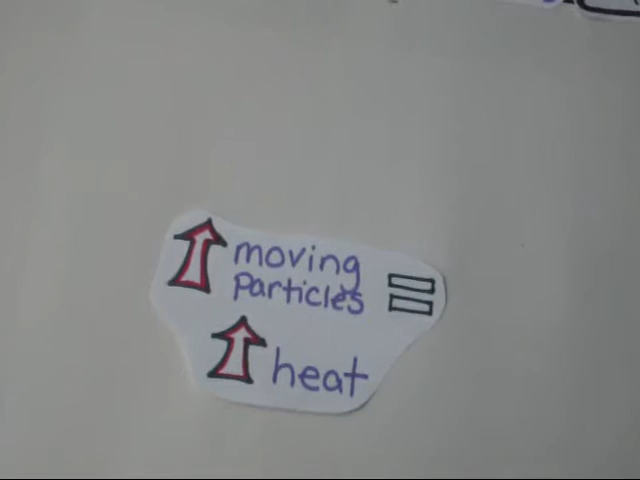 moving
particles =
heat